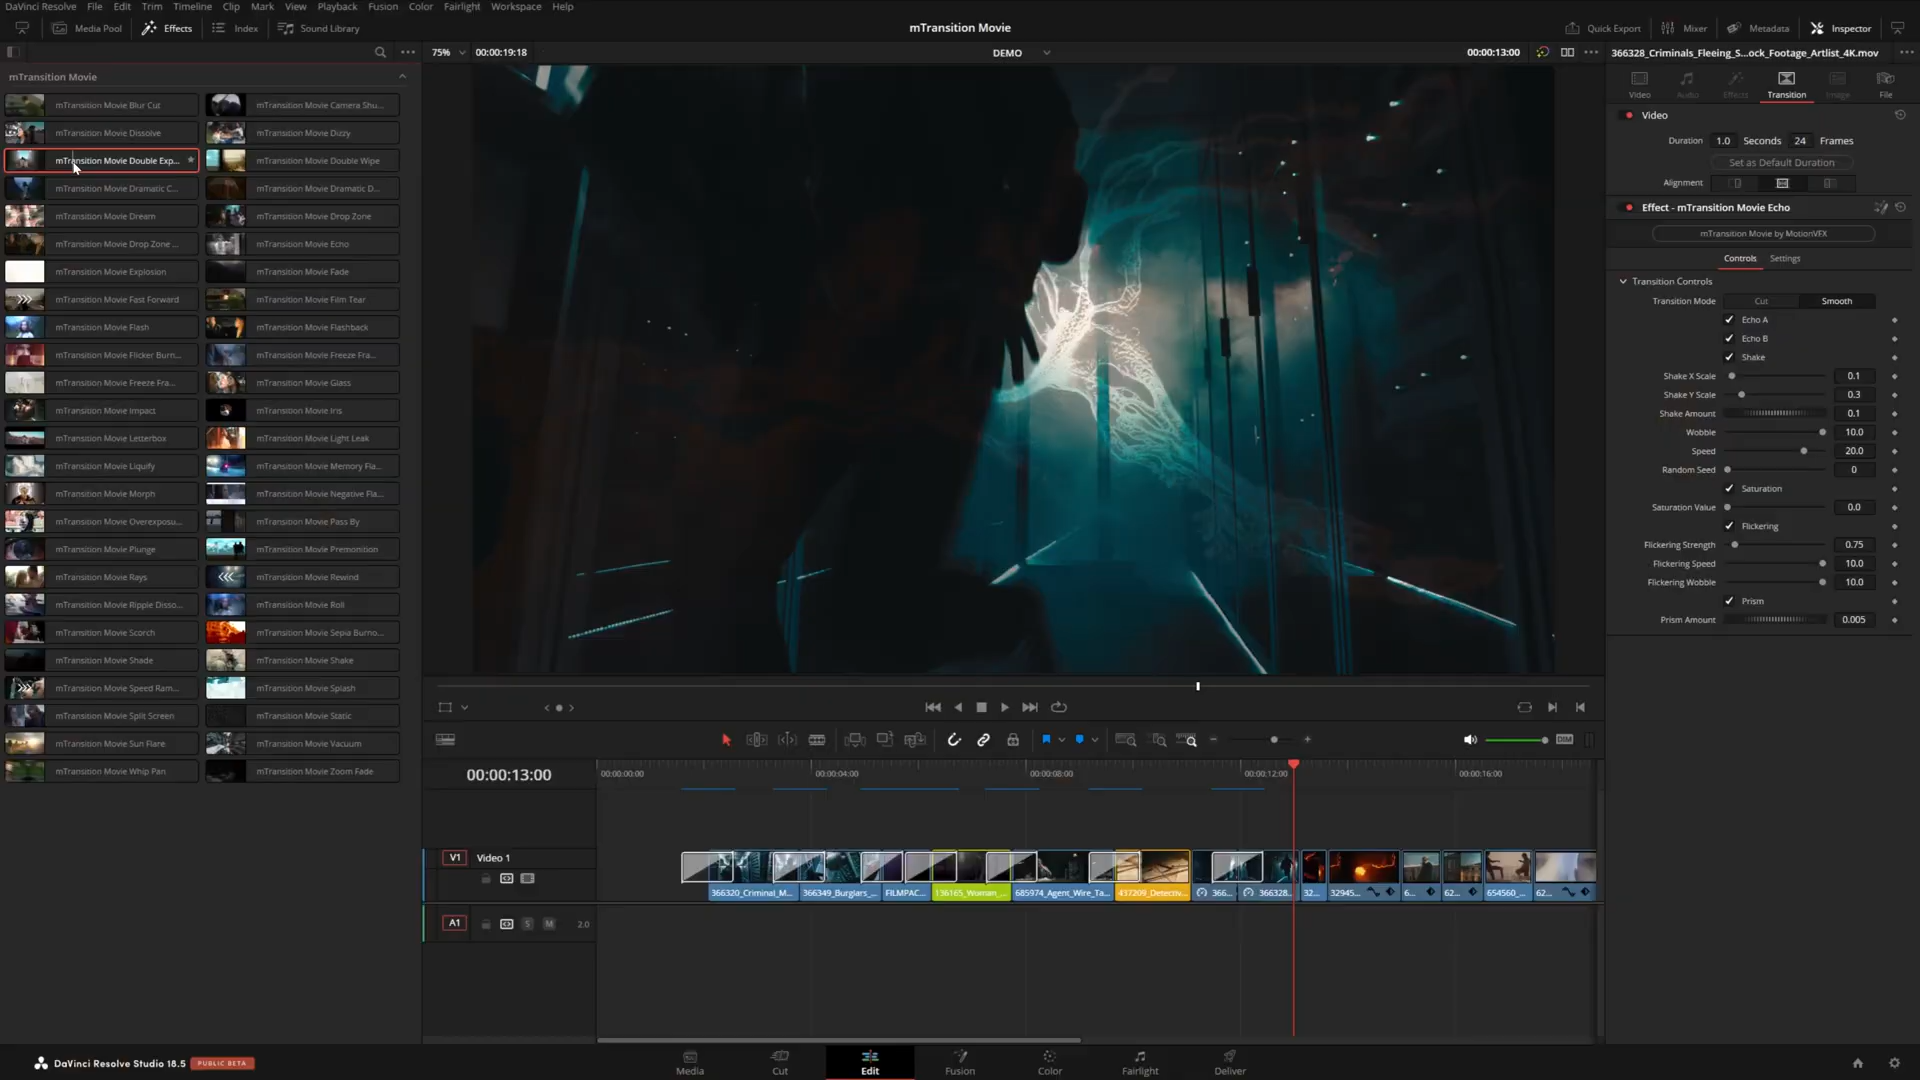 DaVinci Resolve File Edit Trim Timeline Clip Mark View Playback Fusion Color Fairlight Workspace Help
Media Pool Effects Index Sound Library
mTransition Movie
Quick Export Mixer Metadata Inspector
75% 00:00:19:18
DEMO
00:00:13:00
366328_Criminals_Fleeing_S...ock_Footage_Artlist_4K.mov
mTransition Movie
mTransition Movie Blur Cut
mTransition Movie Camera Shu...
mTransition Movie Dissolve
mTransition Movie Dizzy
mTransition Movie Double Exp...
mTransition Movie Double Wipe
mTransition Movie Dramatic C...
mTransition Movie Dramatic D...
mTransition Movie Dream
mTransition Movie Drop Zone
mTransition Movie Drop Zone ...
mTransition Movie Echo
mTransition Movie Explosion
mTransition Movie Fade
mTransition Movie Fast Forward
mTransition Movie Film Tear
mTransition Movie Flash
mTransition Movie Flashback
mTransition Movie Flicker Burn...
mTransition Movie Freeze Fra...
mTransition Movie Freeze Fra...
mTransition Movie Glass
mTransition Movie Impact
mTransition Movie Iris
mTransition Movie Letterbox
mTransition Movie Light Leak
mTransition Movie Liquify
mTransition Movie Memory Fla...
mTransition Movie Morph
mTransition Movie Negative Fla...
mTransition Movie Overexposu...
mTransition Movie Pass By
mTransition Movie Plunge
mTransition Movie Premonition
mTransition Movie Rays
mTransition Movie Rewind
mTransition Movie Ripple Disso...
mTransition Movie Roll
mTransition Movie Scorch
mTransition Movie Sepia Burno...
mTransition Movie Shade
mTransition Movie Shake
mTransition Movie Speed Ram...
mTransition Movie Splash
mTransition Movie Split Screen
mTransition Movie Static
mTransition Movie Sun Flare
mTransition Movie Vacuum
mTransition Movie Whip Pan
mTransition Movie Zoom Fade
Video Audio Effects Transition Image File
Video
Duration 1.0 Seconds 24 Frames
Set as Default Duration
Alignment
Effect - mTransition Movie Echo
mTransition Movie by MotionVFX
Controls Settings
Transition Controls
Transition Mode Cut Smooth
Echo A
Echo B
Shake
Shake X Scale 0.1
Shake Y Scale 0.3
Shake Amount 0.1
Wobble 10.0
Speed 20.0
Random Seed 0
Saturation
Saturation Value 0.0
Flickering
Flickering Strength 0.75
Flickering Speed 10.0
Flickering Wobble 10.0
Prism
Prism Amount 0.005
DIM
00:00:13:00
00:00:00:00 00:00:04:00 00:00:08:00 00:00:12:00 00:00:16:00
V1 Video 1
366320_Criminal_M... 366349_Burglars_... FILMPAC... 136165_Woman_... 685974_Agent_Wire_Ta... 437209_Detectiv... 366... 366328... 32... 32945... 6... 62... 654560_... 62...
A1 S M 2.0
DaVinci Resolve Studio 18.5 PUBLIC BETA
Media Cut Edit Fusion Color Fairlight Deliver